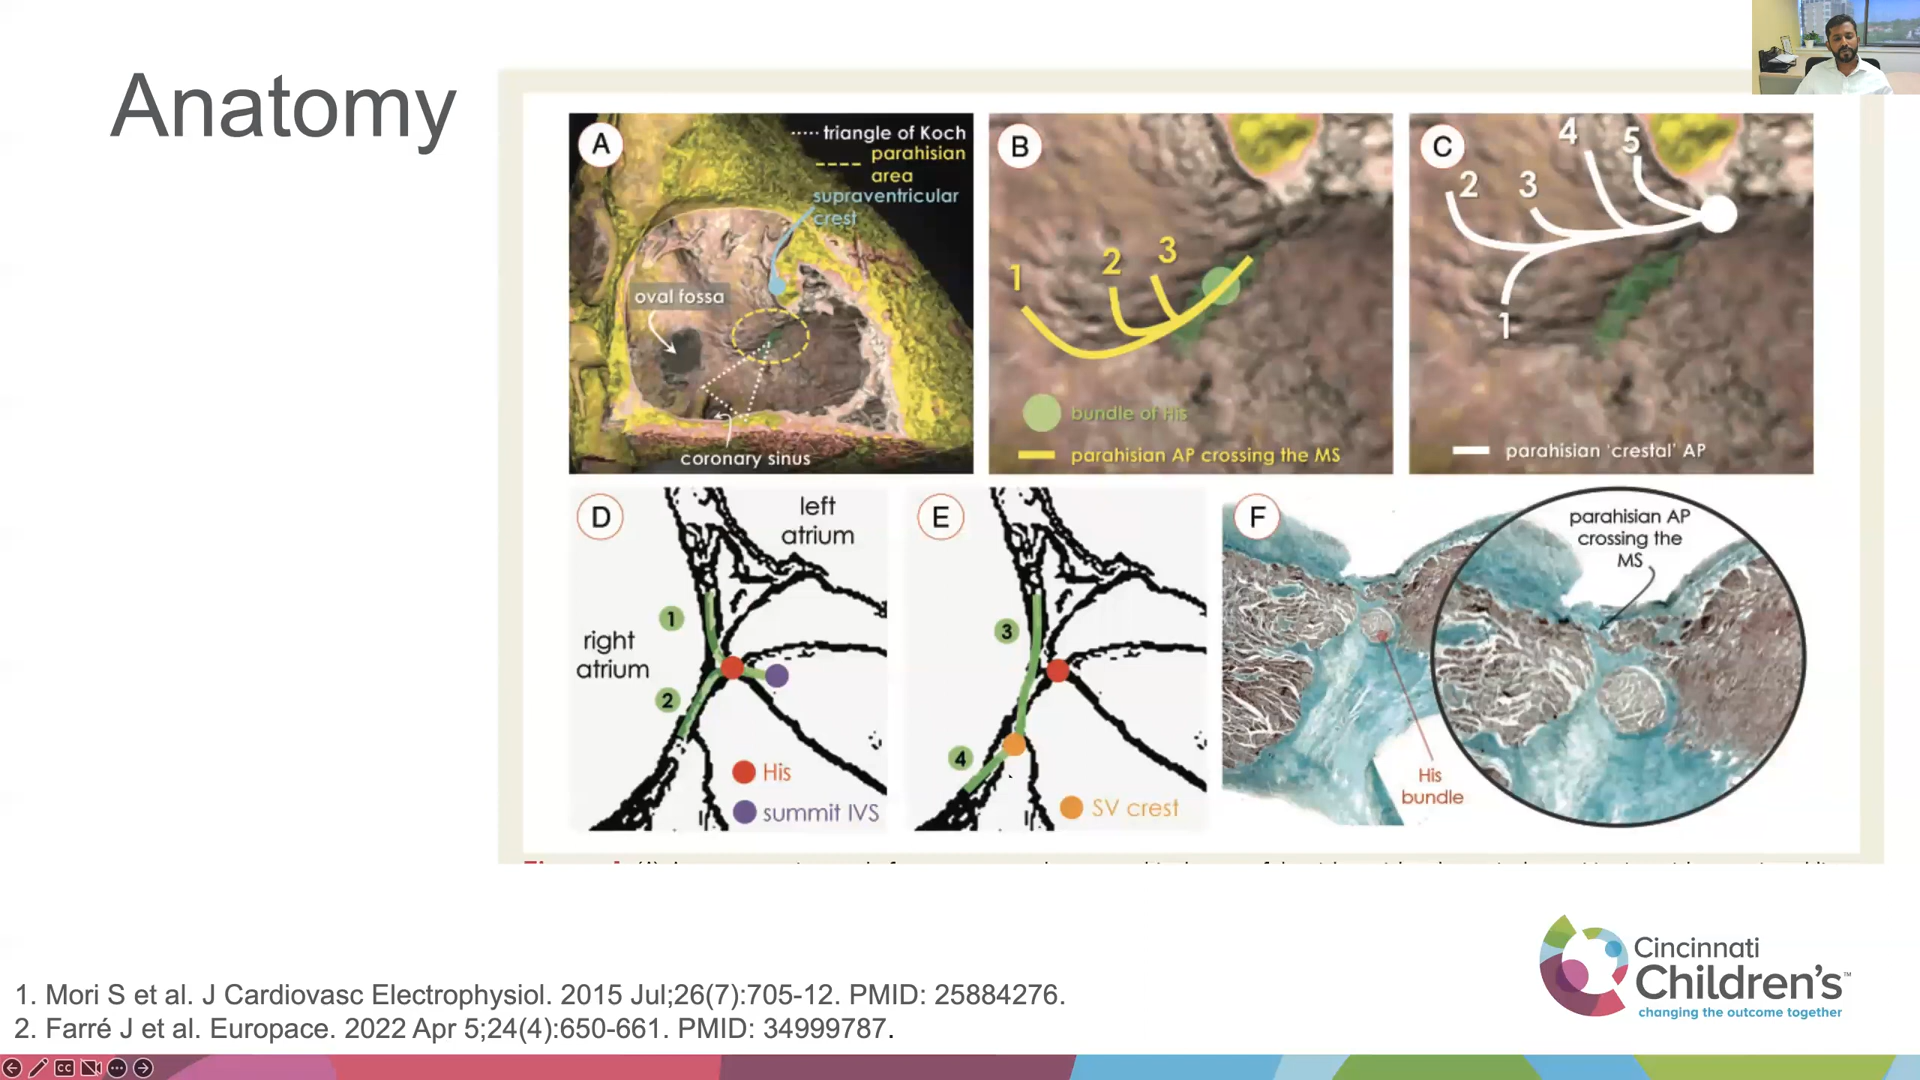 Anatomy
A
triangle of Koch
parahisian
area
supraventricular
crest
oval fossa
coronary sinus
B
1
2
3
bundle of His
parahisian AP crossing the MS
C
1
2
3
4
5
parahisian 'crestal' AP
D
left
atrium
right
atrium
1
2
His
summit IVS
E
3
4
SV crest
F
parahisian AP
crossing the
MS
His
bundle
1. Mori S et al. J Cardiovasc Electrophysiol. 2015 Jul;26(7):705-12. PMID: 25884276.
2. Farré J et al. Europace. 2022 Apr 5;24(4):650-661. PMID: 34999787.
Cincinnati
Children's™
changing the outcome together
CC